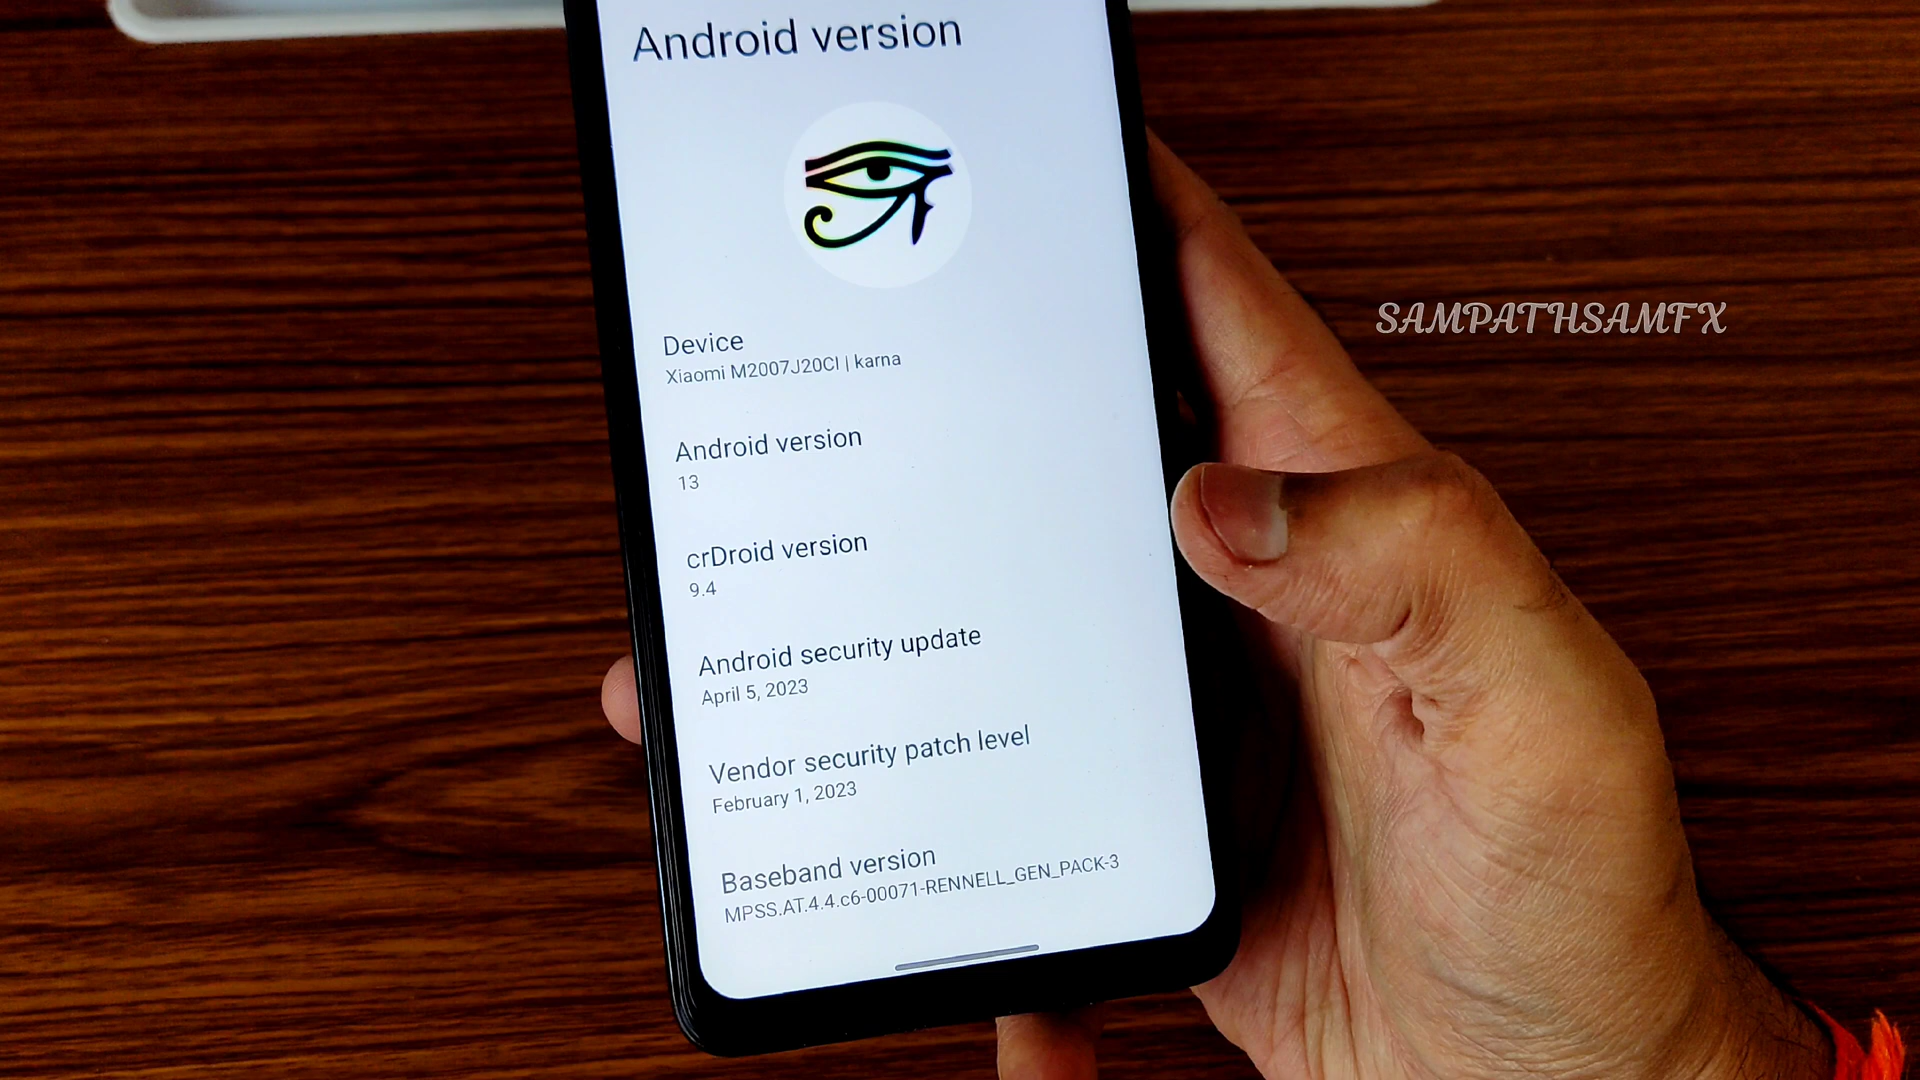 Android version
Device
Xiaomi M2007J20CI | karna
Android version
13
crDroid version
9.4
Android security update
April 5, 2023
Vendor security patch level
February 1, 2023
Baseband version
MPSS.AT.4.4.c6-00071-RENNELL_GEN_PACK-3
SAMPATHSAMFX